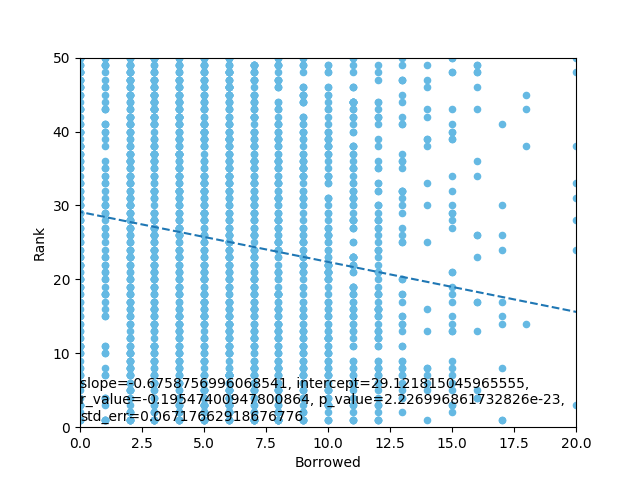 50
40
30
20
10
0
Rank
slope=-0.6758756996068541, intercept=29.121815045965555,
r_value=-0.19547400947800864, p_value=2.226996861732826e-23,
std_err=0.06717662918676776
0.0 2.5 5.0 7.5 10.0 12.5 15.0 17.5 20.0
Borrowed